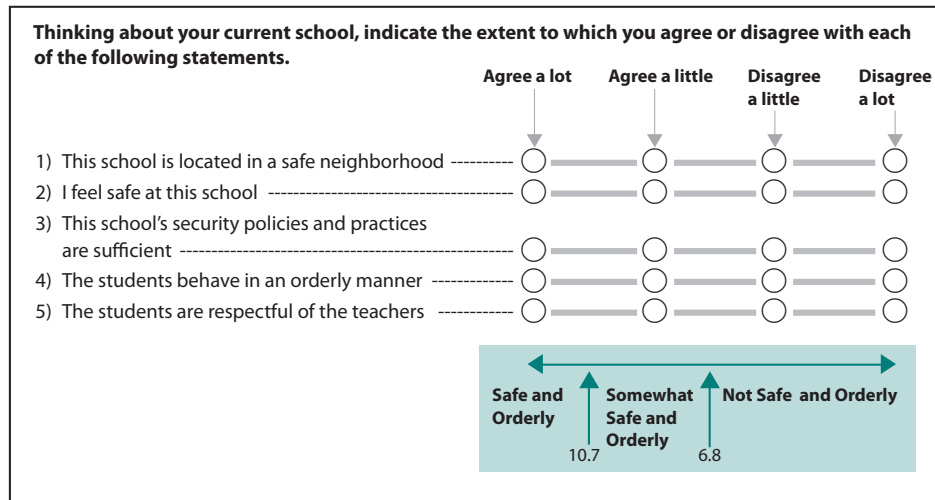 Thinking about your current school, indicate the extent to which you agree or disagree with each
of the following statements.
Agree a lot Agree a little Disagree a little Disagree a lot
1) This school is located in a safe neighborhood
2) I feel safe at this school
3) This school's security policies and practices
are sufficient
4) The students behave in an orderly manner
5) The students are respectful of the teachers
Safe and Orderly
Somewhat Safe and Orderly
Not Safe and Orderly
10.7 6.8